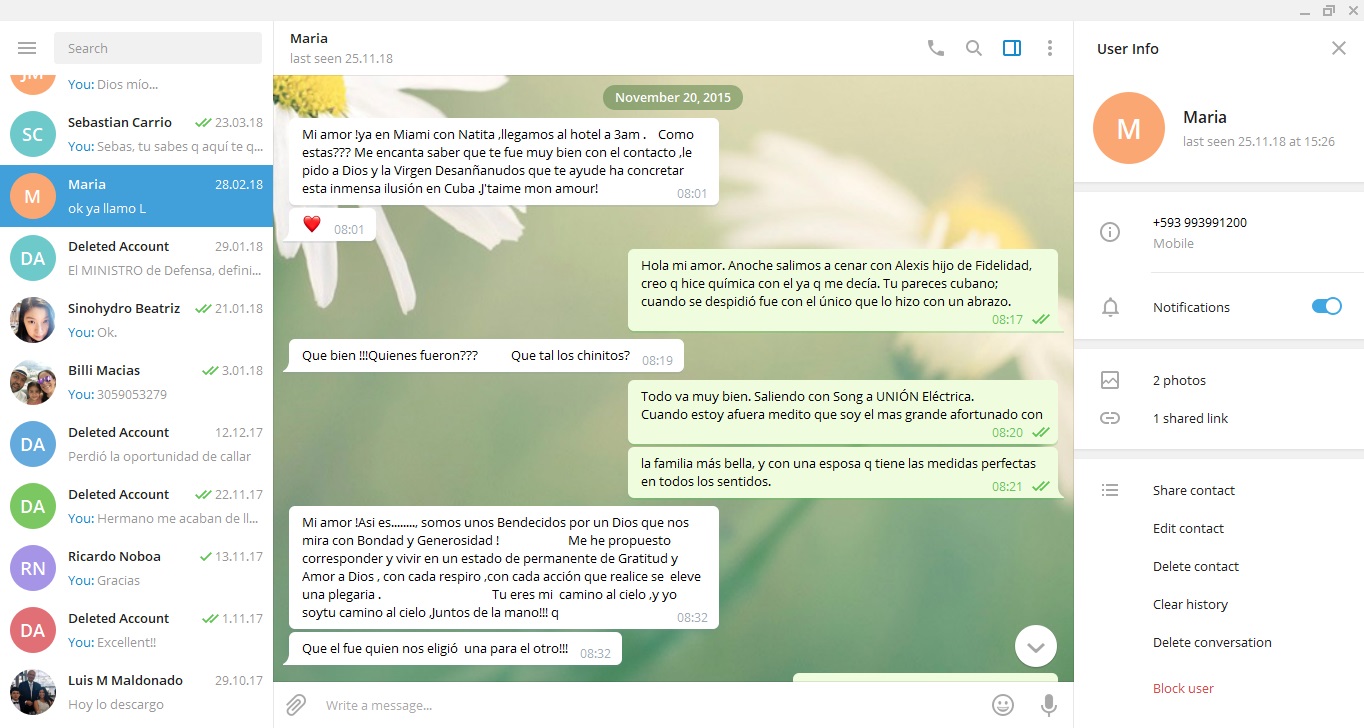 Search
JM
You: Dios mío...
SC
Sebastian Carrio
23.03.18
You: Sebas, tu sabes q aquí te q...
M
Maria
28.02.18
ok ya llamo L
DA
Deleted Account
29.01.18
El MINISTRO de Defensa, defini...
Sinohydro Beatriz
21.01.18
You: Ok.
Billi Macias
3.01.18
You: 3059053279
DA
Deleted Account
12.12.17
Perdió la oportunidad de callar
DA
Deleted Account
22.11.17
You: Hermano me acaban de ll...
RN
Ricardo Noboa
13.11.17
You: Gracias
DA
Deleted Account
1.11.17
You: Excellent!!
Luis M Maldonado
29.10.17
Hoy lo descargo
Maria
last seen 25.11.18
November 20, 2015
Mi amor !ya en Miami con Natita ,llegamos al hotel a 3am . Como
estas??? Me encanta saber que te fue muy bien con el contacto ,le
pido a Dios y la Virgen Desanñanudos que te ayude ha concretar
esta inmensa ilusión en Cuba .J'taime mon amour!
08:01
❤️ 08:01
Hola mi amor. Anoche salimos a cenar con Alexis hijo de Fidelidad,
creo q hice química con el ya q me decía. Tu pareces cubano;
cuando se despidió fue con el único que lo hizo con un abrazo.
08:17
Que bien !!!Quienes fueron??? Que tal los chinitos? 08:19
Todo va muy bien. Saliendo con Song a UNIÓN Eléctrica.
Cuando estoy afuera medito que soy el mas grande afortunado con
08:20
la familia más bella, y con una esposa q tiene las medidas perfectas
en todos los sentidos.
08:21
Mi amor !Asi es........, somos unos Bendecidos por un Dios que nos
mira con Bondad y Generosidad ! Me he propuesto
corresponder y vivir en un estado de permanente de Gratitud y
Amor a Dios , con cada respiro ,con cada acción que realice se eleve
una plegaria . Tu eres mi camino al cielo ,y yo
soytu camino al cielo ,Juntos de la mano!!! q
08:32
Que el fue quien nos eligió una para el otro!!! 08:32
Write a message...
User Info
M
Maria
last seen 25.11.18 at 15:26
+593 993991200
Mobile
Notifications
2 photos
1 shared link
Share contact
Edit contact
Delete contact
Clear history
Delete conversation
Block user